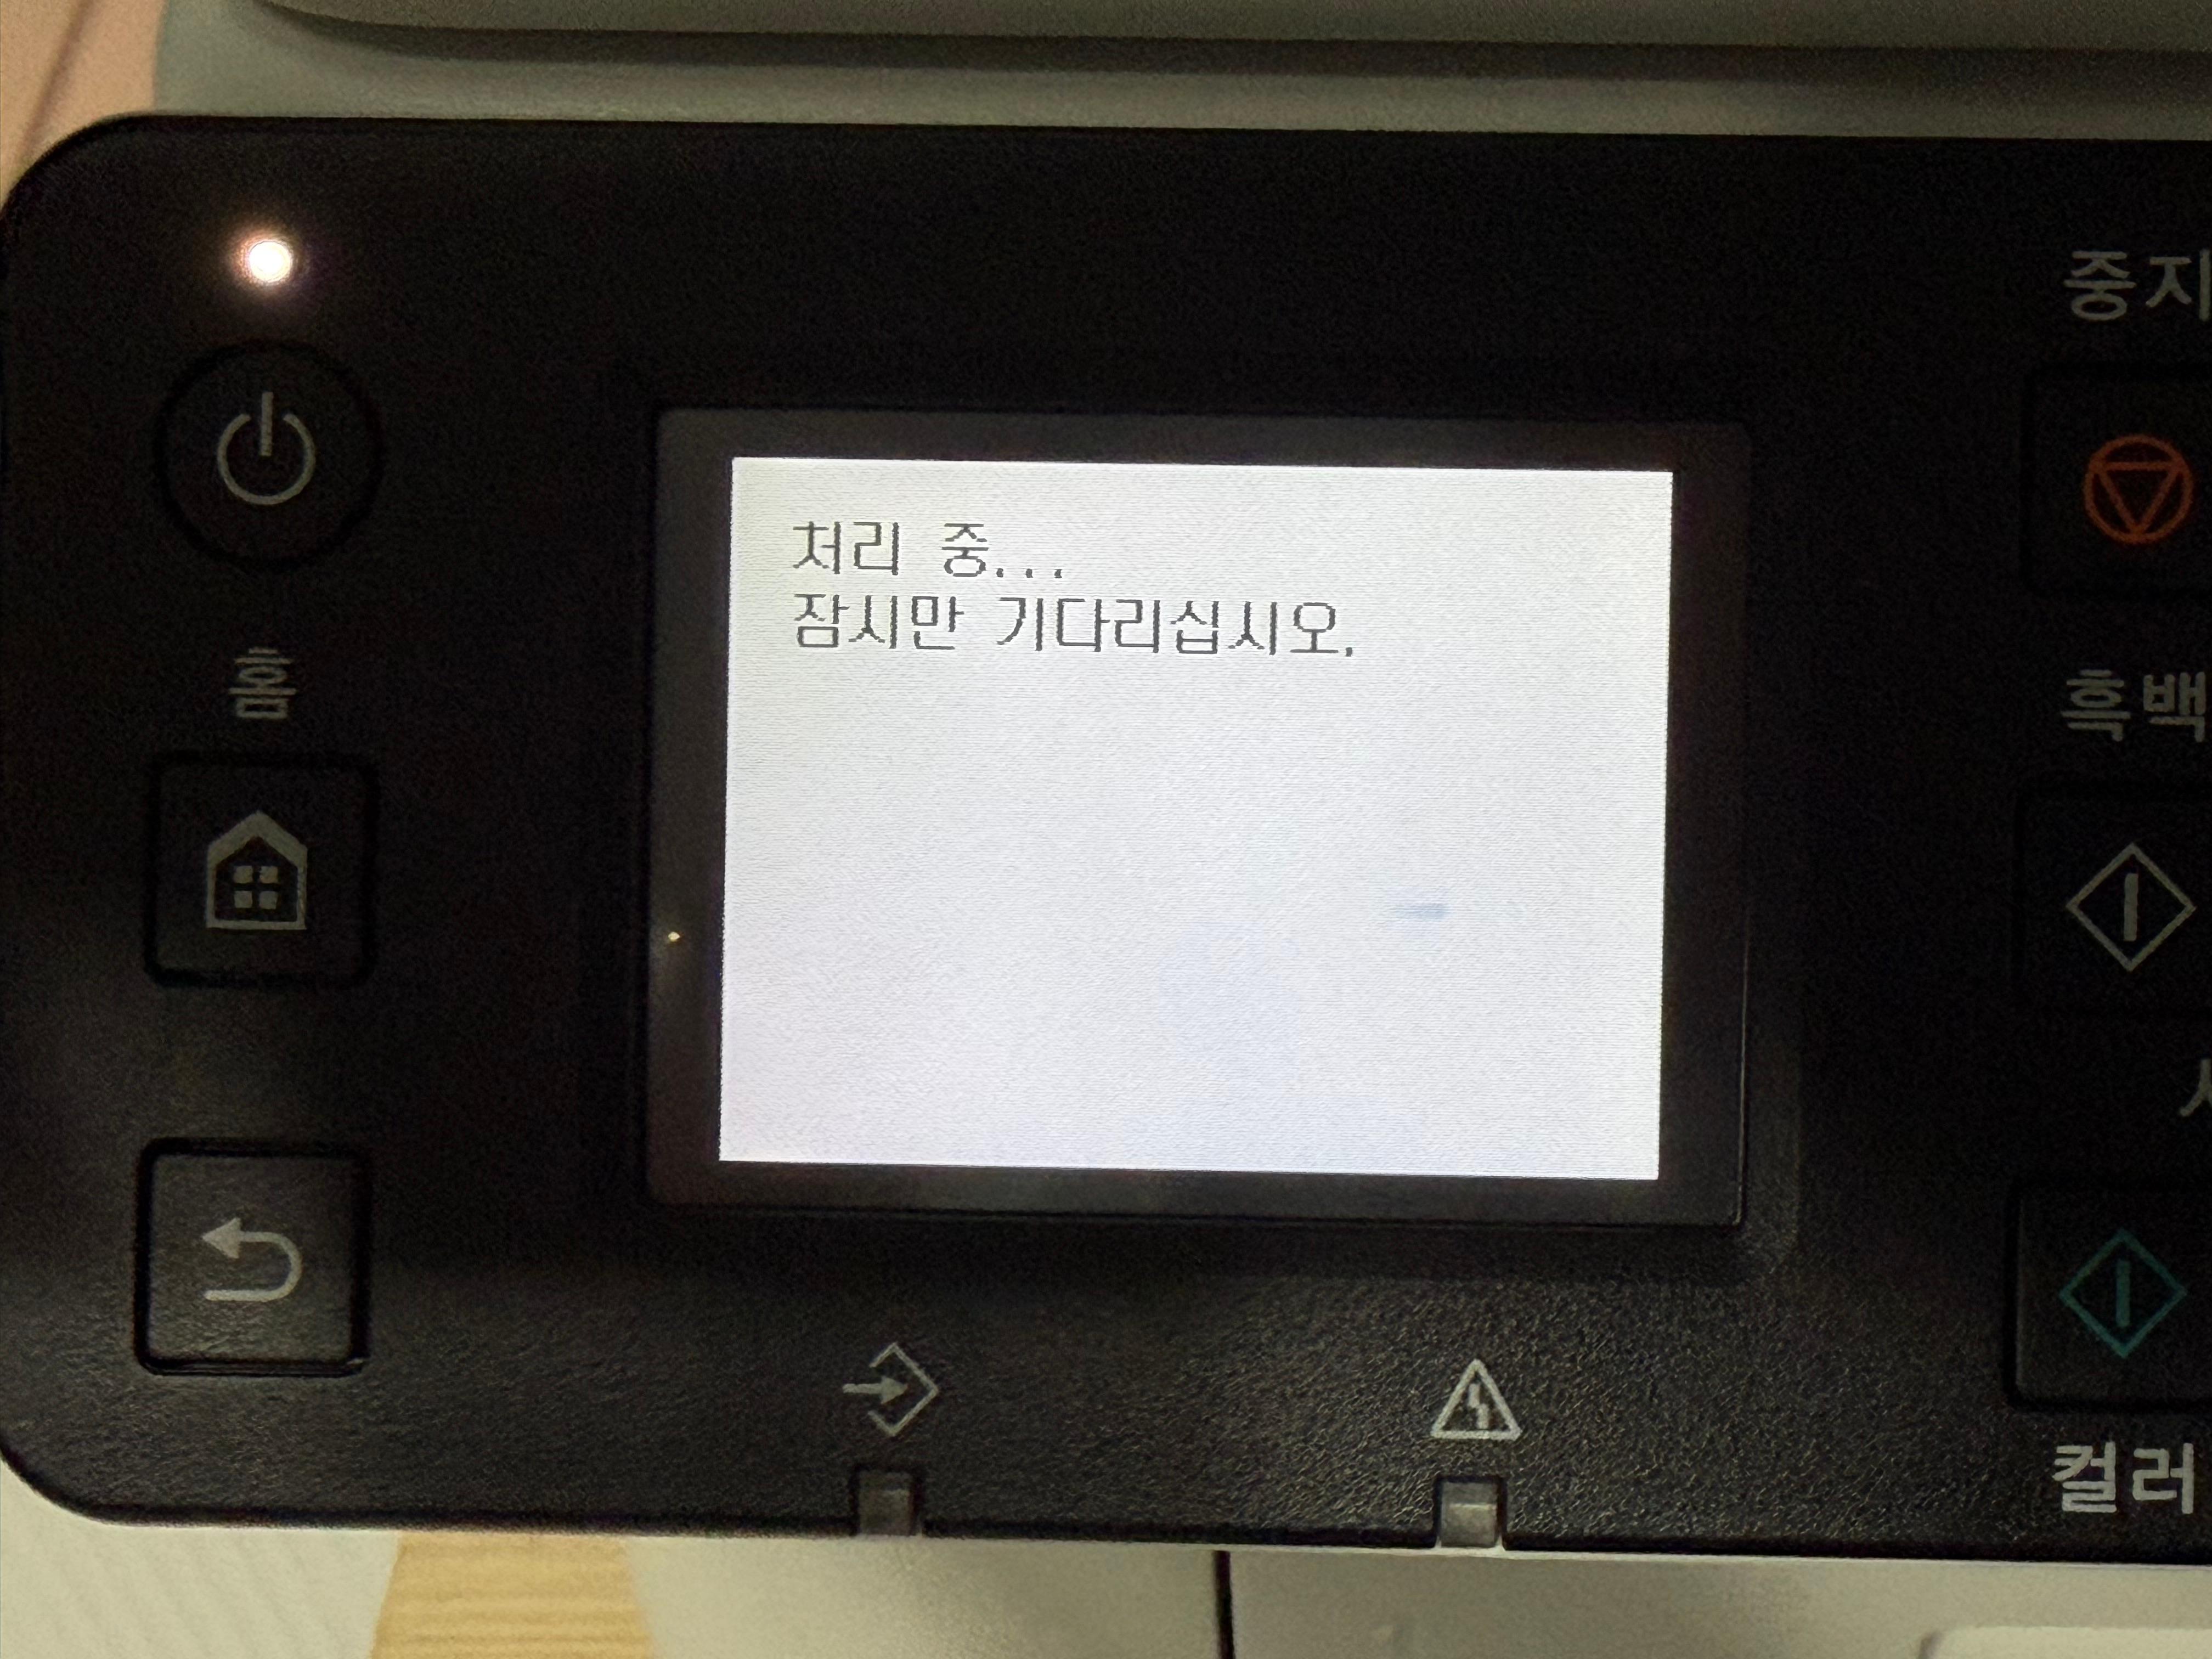 중지
홈
처리 중...
잠시만 기다리십시오.
흑백
컬러